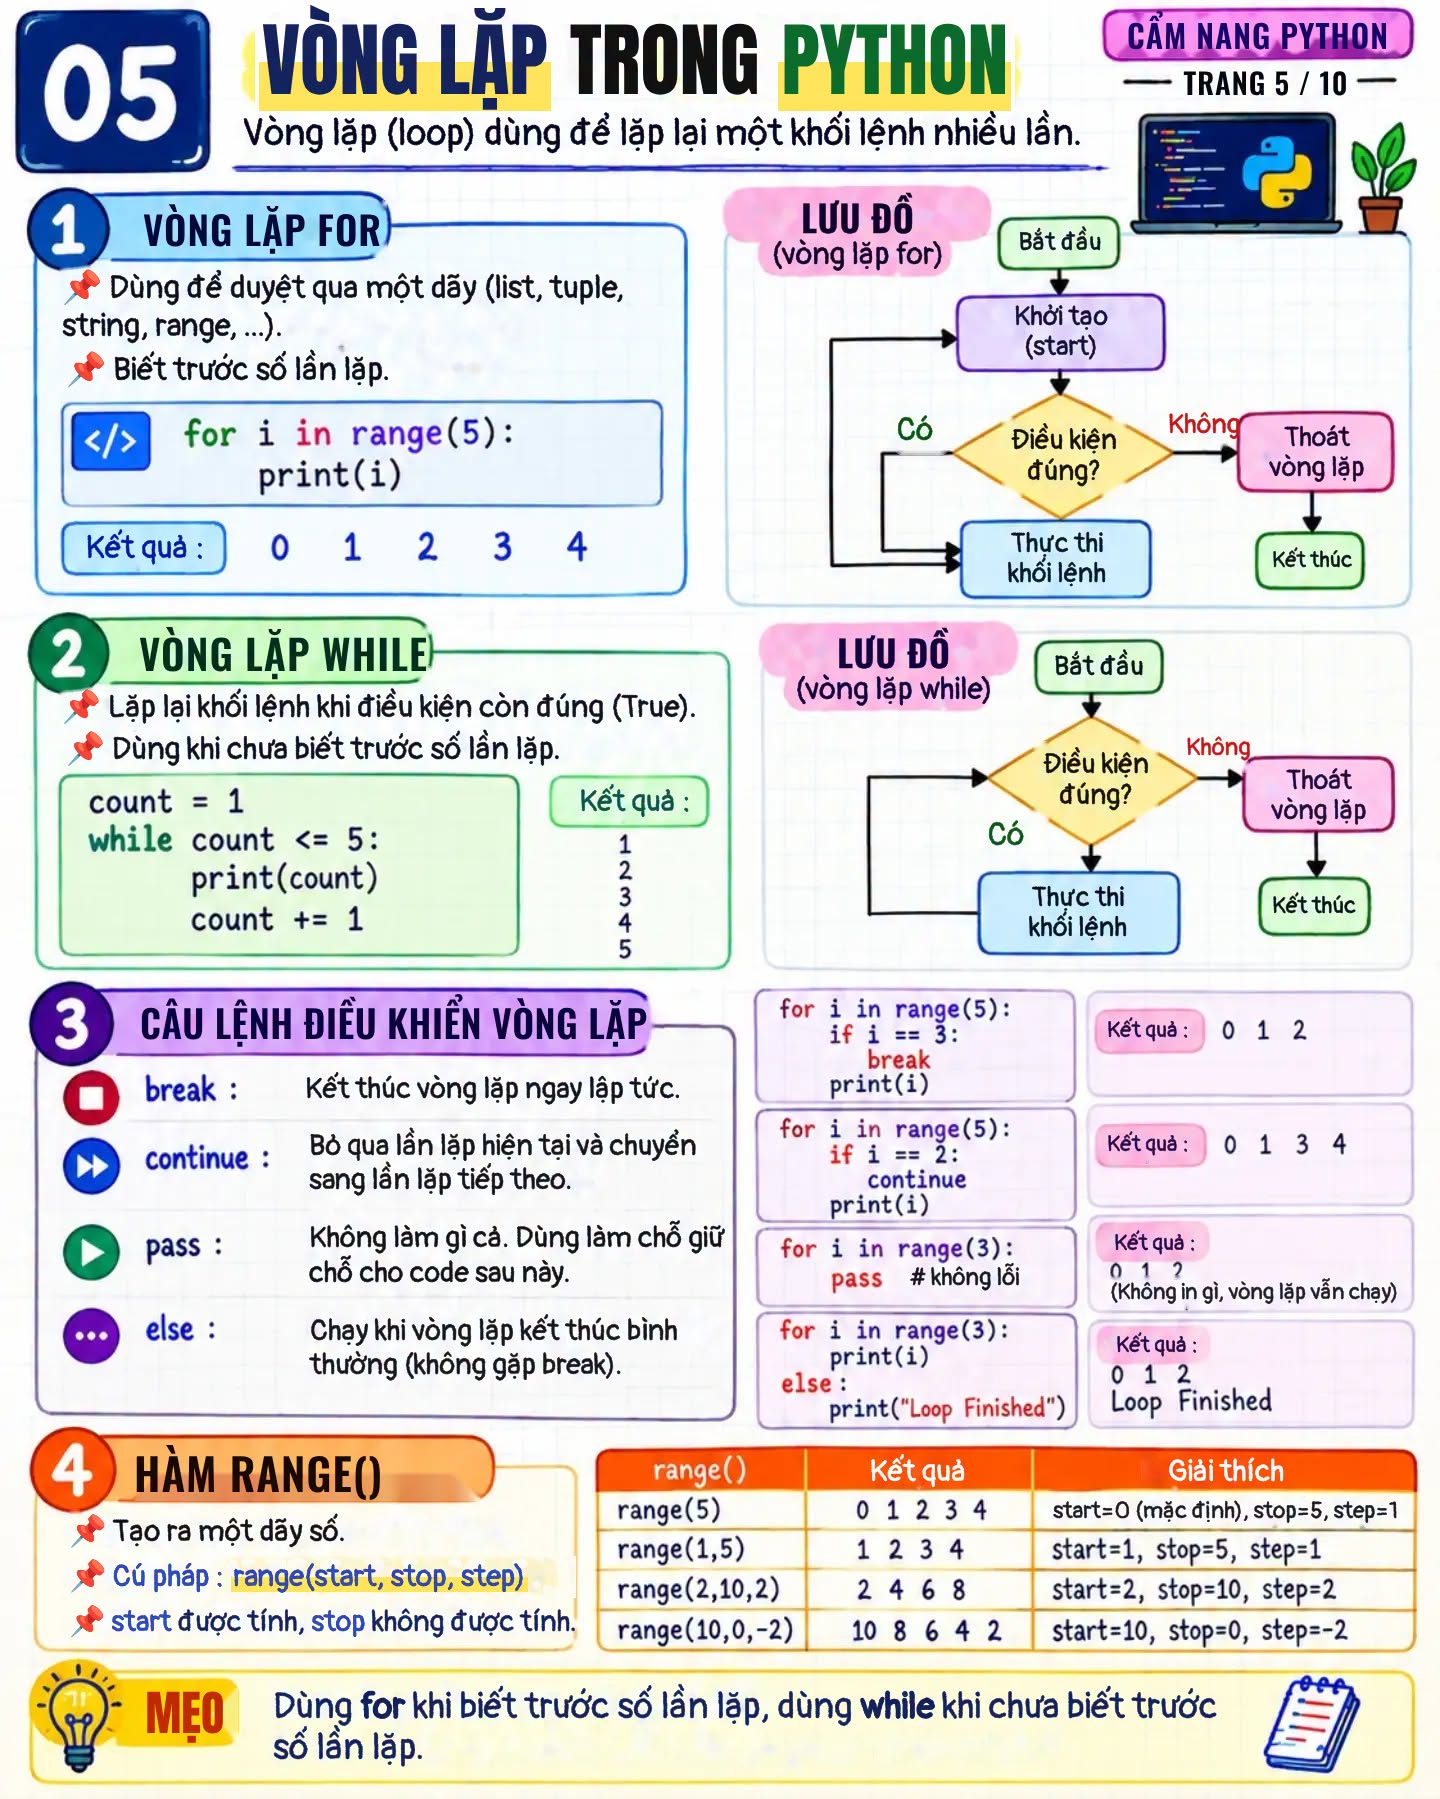 05
VÒNG LẶP TRONG PYTHON
Vòng lặp (loop) dùng để lặp lại một khối lệnh nhiều lần.
CẨM NANG PYTHON
TRANG 5 / 10
1 VÒNG LẶP FOR
Dùng để duyệt qua một dãy (list, tuple,
string, range, ...).
Biết trước số lần lặp.
</> for i in range(5):
print(i)
Kết quả : 0 1 2 3 4
LƯU ĐỒ
(vòng lặp for)
Bắt đầu
Khởi tạo
(start)
Có
Điều kiện
đúng?
Không
Thoát
vòng lặp
Thực thi
khối lệnh
Kết thúc
2 VÒNG LẶP WHILE
Lặp lại khối lệnh khi điều kiện còn đúng (True).
Dùng khi chưa biết trước số lần lặp.
count = 1
while count <= 5:
print(count)
count += 1
Kết quả :
1
2
3
4
5
LƯU ĐỒ
(vòng lặp while)
Bắt đầu
Điều kiện
đúng?
Không
Thoát
vòng lặp
Có
Thực thi
khối lệnh
Kết thúc
3 CÂU LỆNH ĐIỀU KHIỂN VÒNG LẶP
break : Kết thúc vòng lặp ngay lập tức.
continue : Bỏ qua lần lặp hiện tại và chuyển
sang lần lặp tiếp theo.
pass : Không làm gì cả. Dùng làm chỗ giữ
chỗ cho code sau này.
else : Chạy khi vòng lặp kết thúc bình
thường (không gặp break).
for i in range(5):
if i == 3:
break
print(i)
Kết quả : 0 1 2
for i in range(5):
if i == 2:
continue
print(i)
Kết quả : 0 1 3 4
for i in range(3):
pass # không lỗi
Kết quả :
0 1 2
(Không in gì, vòng lặp vẫn chạy)
for i in range(3):
print(i)
else :
print("Loop Finished")
Kết quả :
0 1 2
Loop Finished
4 HÀM RANGE()
Tạo ra một dãy số.
Cú pháp : range(start, stop, step)
start được tính, stop không được tính.
range() Kết quả Giải thích
range(5) 0 1 2 3 4 start=0 (mặc định), stop=5, step=1
range(1,5) 1 2 3 4 start=1, stop=5, step=1
range(2,10,2) 2 4 6 8 start=2, stop=10, step=2
range(10,0,-2) 10 8 6 4 2 start=10, stop=0, step=-2
MẸO
Dùng for khi biết trước số lần lặp, dùng while khi chưa biết trước
số lần lặp.